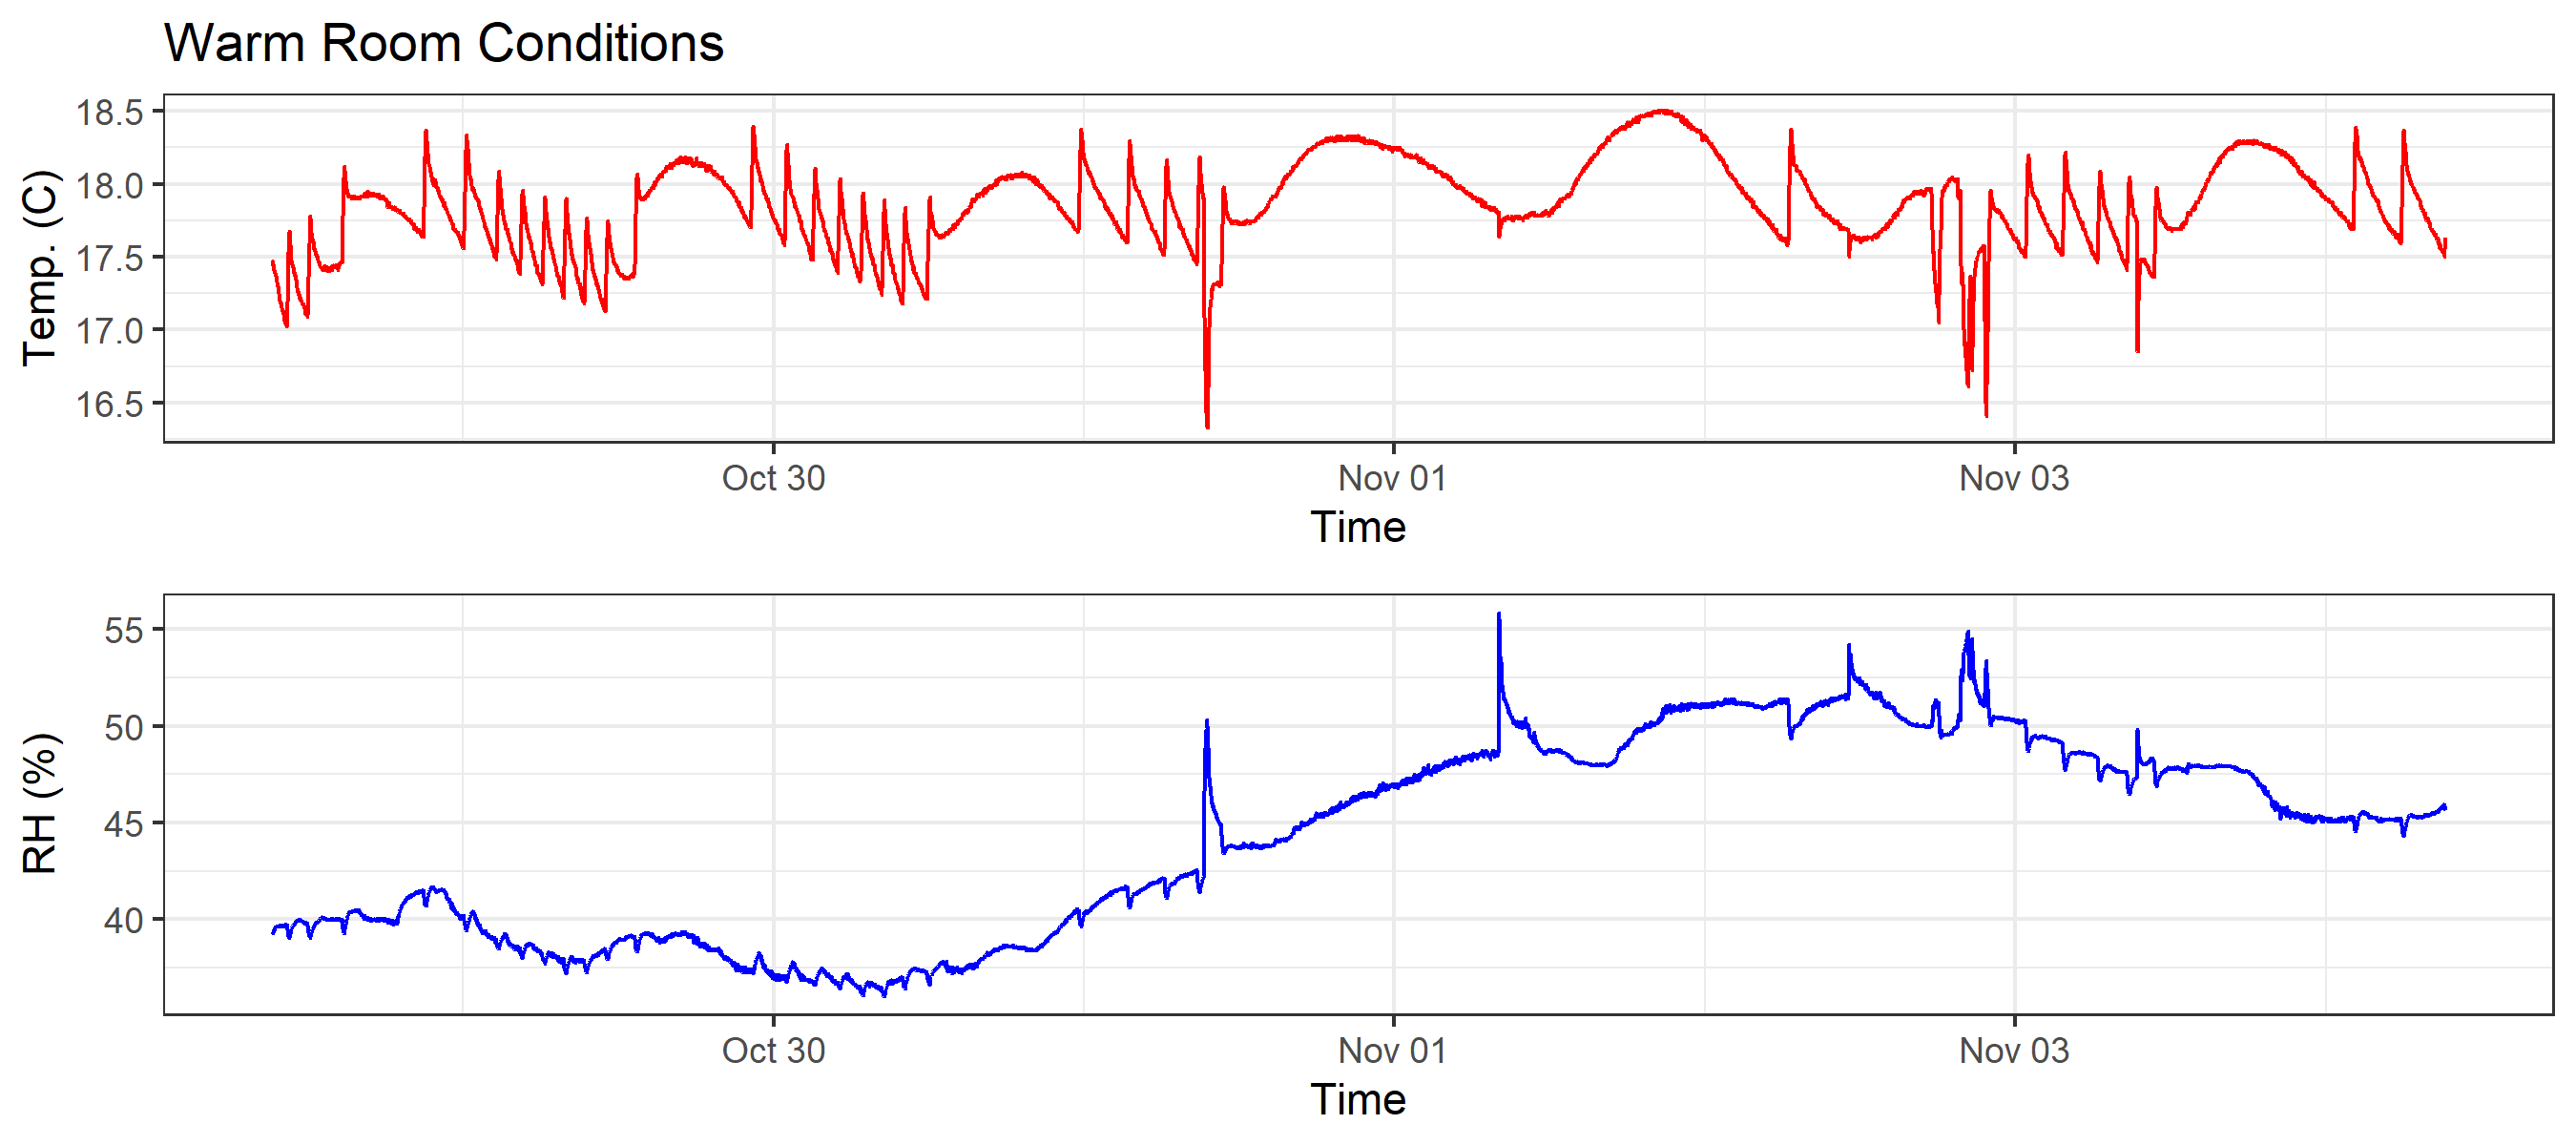 Warm Room Conditions
Temp. (C)
18.5
18.0
17.5
17.0
16.5
Oct 30 Nov 01 Nov 03
Time
RH (%)
55
50
45
40
Oct 30 Nov 01 Nov 03
Time